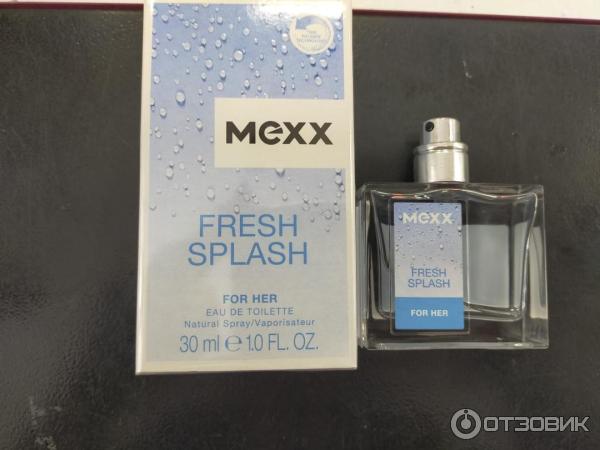 MEXX
FRESH
SPLASH
FOR HER
EAU DE TOILETTE
Natural Spray/Vaporisateur
30 ml e 1.0 FL. OZ.
MEXX
FRESH
SPLASH
FOR HER
ОТЗОВИК